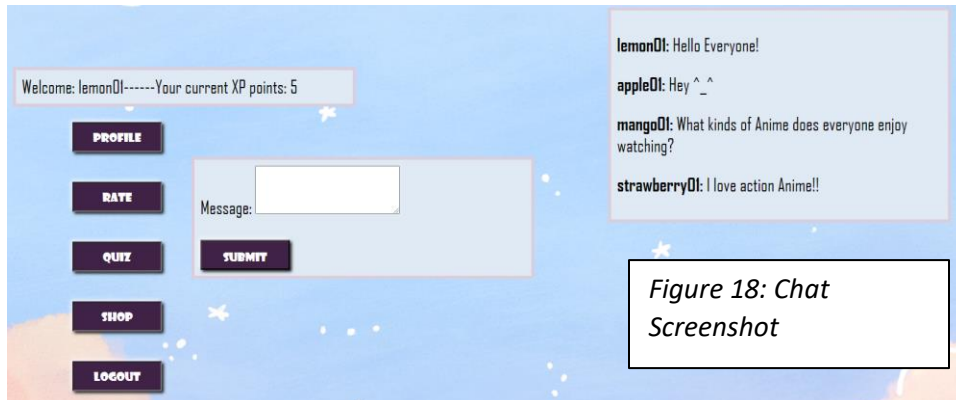 Welcome: lemon01------Your current XP points: 5
PROFILE
RATE
QUIZ
SHOP
LOGOUT
Message:
SUBMIT
lemon01: Hello Everyone!
apple01: Hey ^_^
mango01: What kinds of Anime does everyone enjoy
watching?
strawberry01: I love action Anime!!
Figure 18: Chat
Screenshot